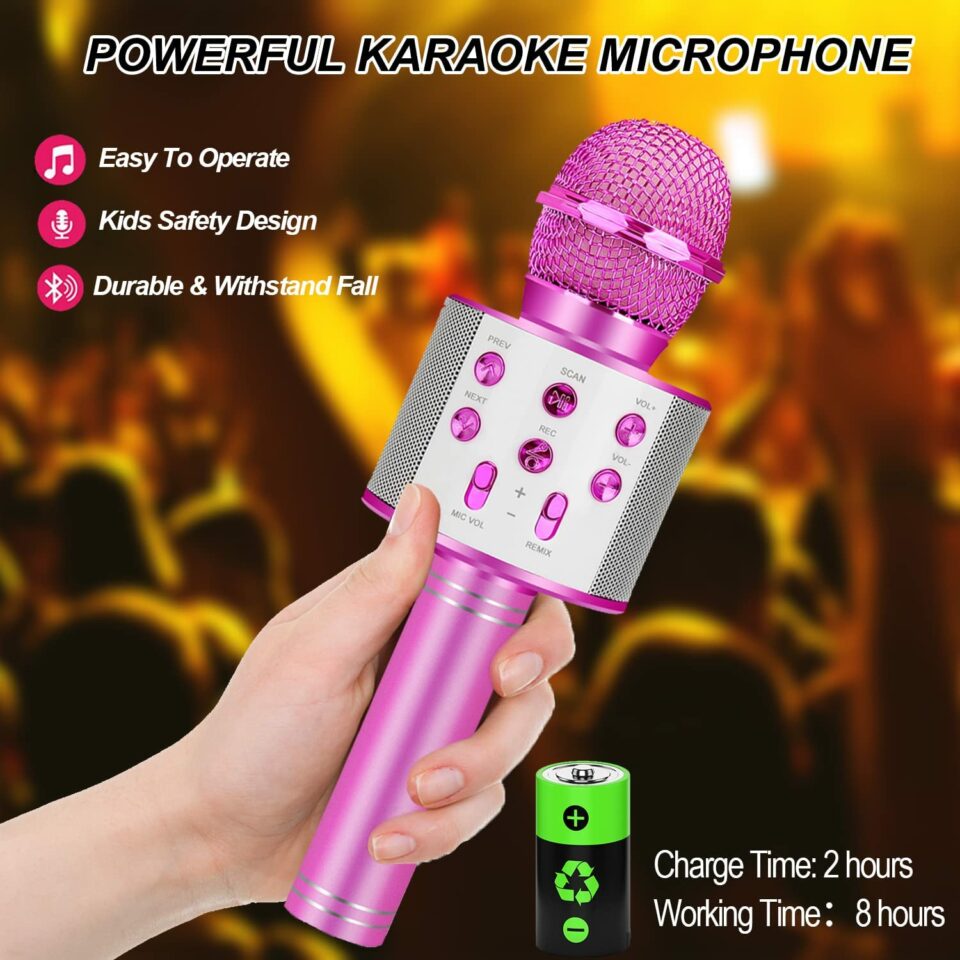 POWERFUL KARAOKE MICROPHONE
Easy To Operate
Kids Safety Design
Durable & Withstand Fall
PREV
SCAN
NEXT
VOL+
REC
VOL-
+
−
MIC VOL
REMIX
+
−
Charge Time: 2 hours
Working Time： 8 hours